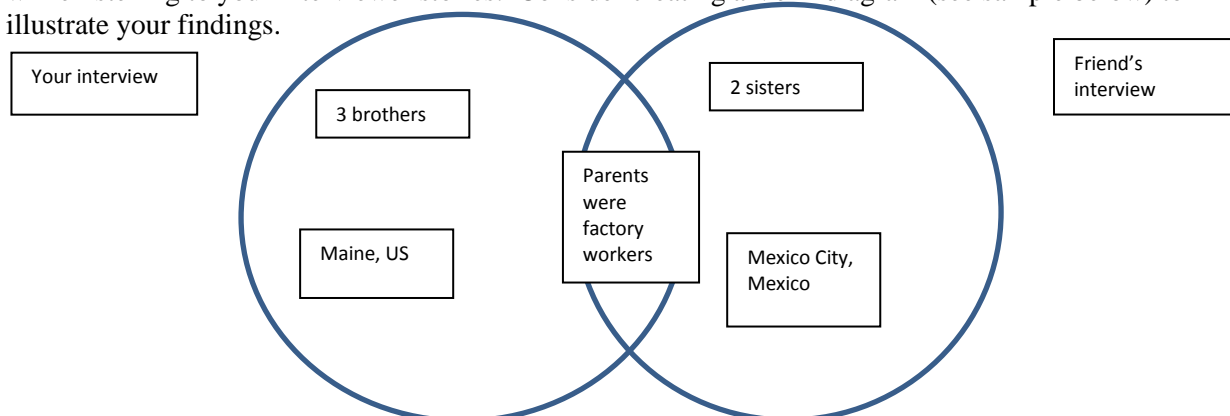 illustrate your findings.
Your interview
3 brothers
Maine, US
Parents
were
factory
workers
2 sisters
Mexico City,
Mexico
Friend's
interview